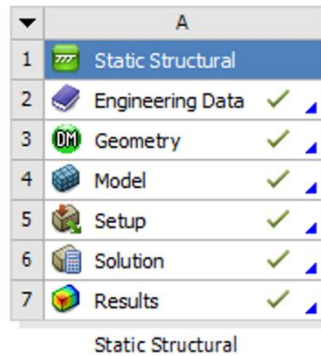 A
1 Static Structural
2 Engineering Data
3 DM Geometry
4 Model
5 Setup
6 Solution
7 Results
Static Structural